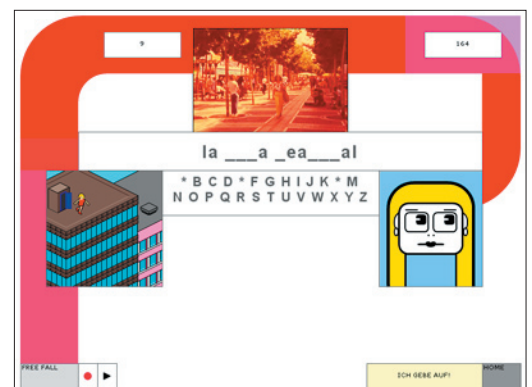 9
164
la ___a _ea___al
* B C D * F G H I J K * M
N O P Q R S T U V W X Y Z
FREE FALL
ICH GEBE AUF!
HOME